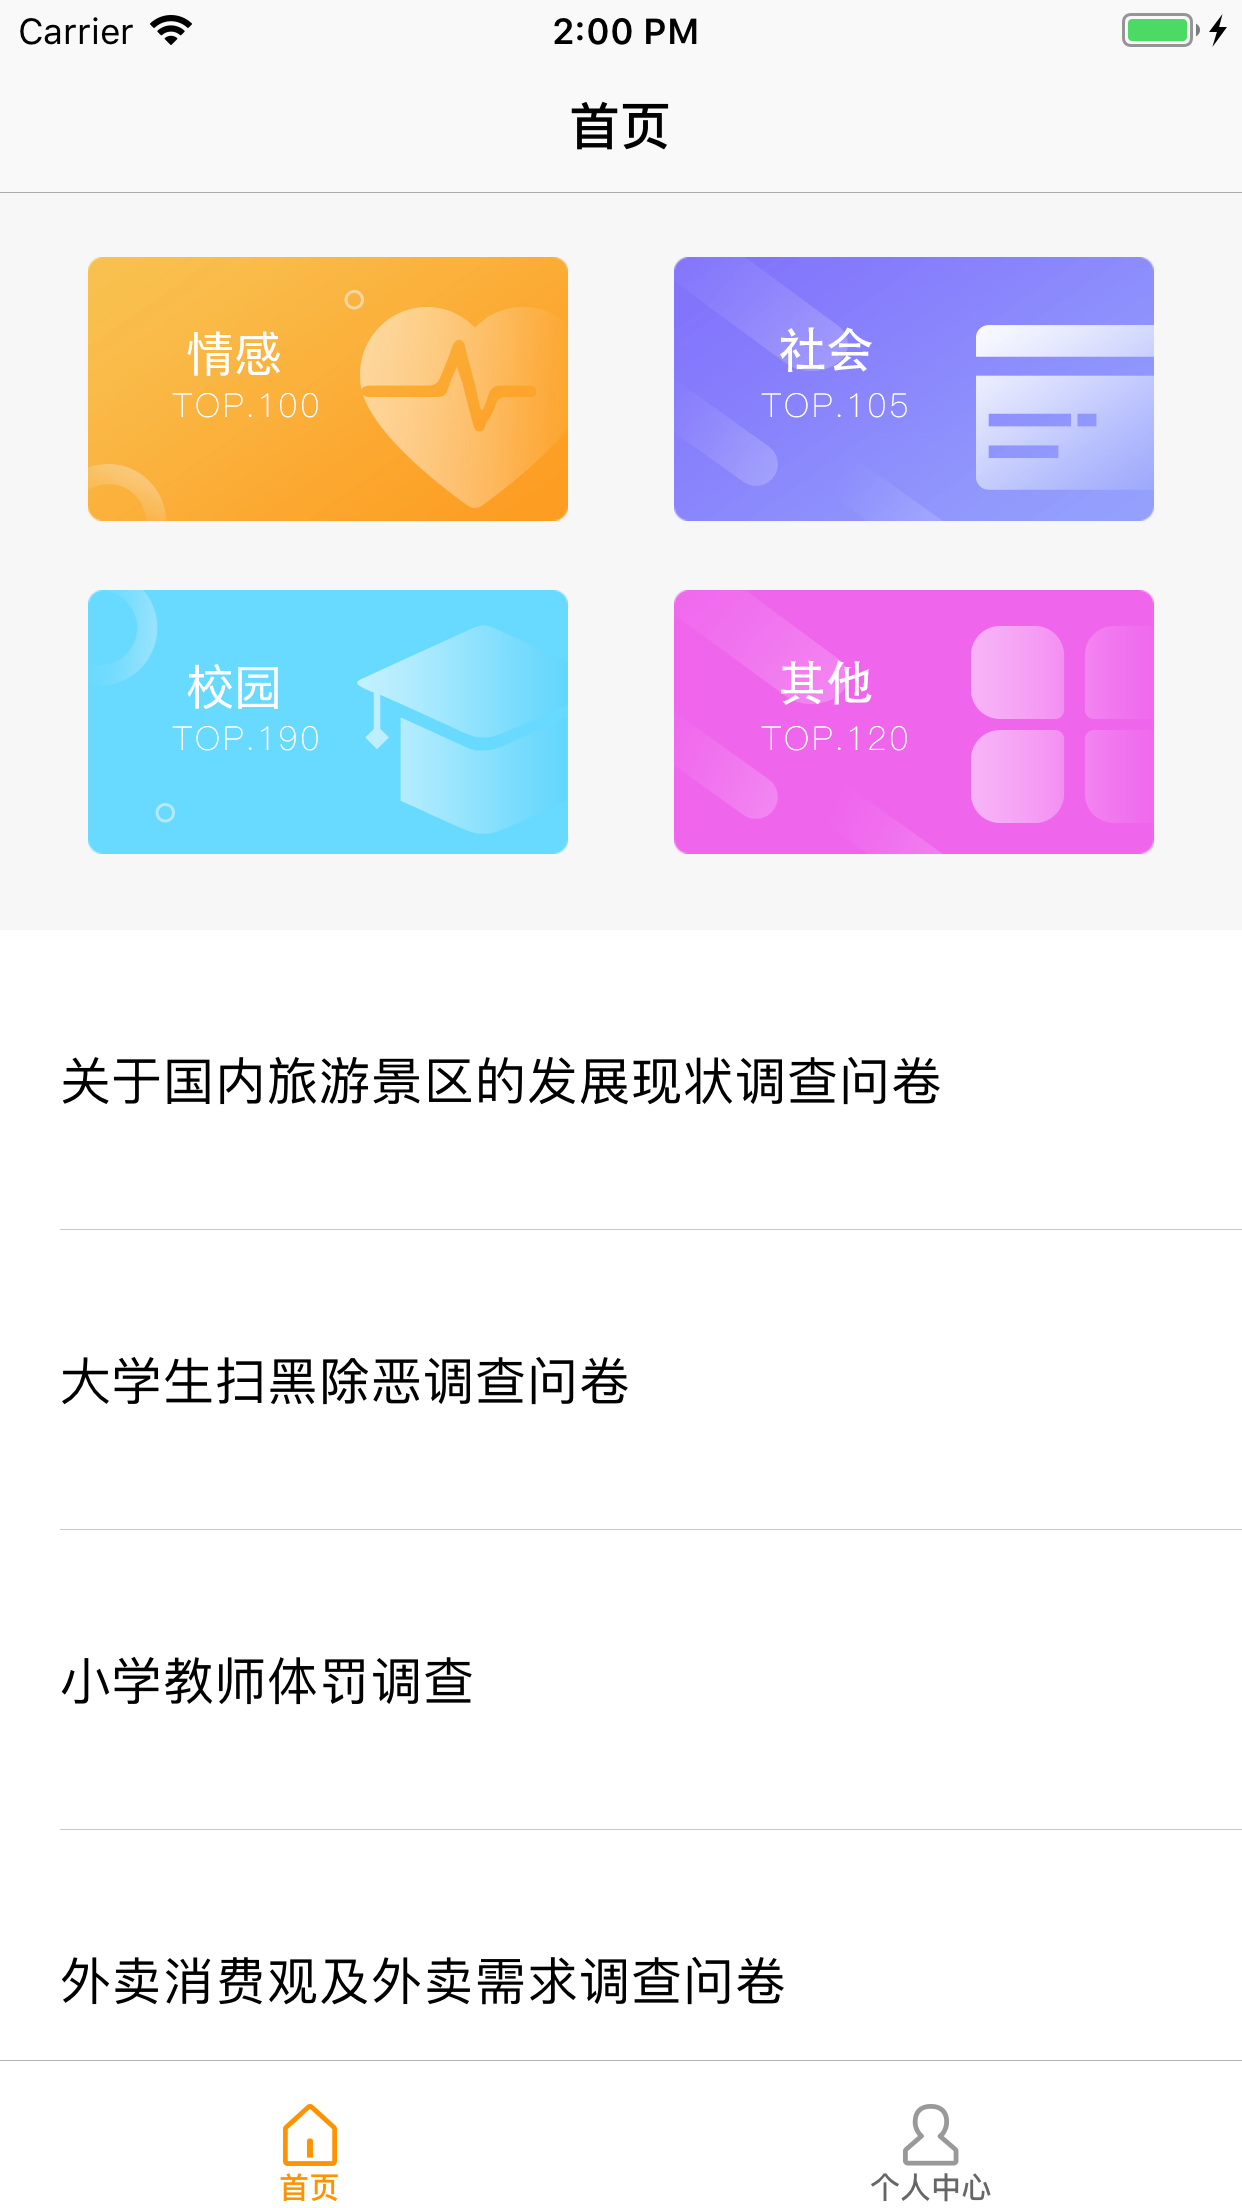 Carrier 2:00 PM
首页
情感
TOP.100
社会
TOP.105
校园
TOP.190
其他
TOP.120
关于国内旅游景区的发展现状调查问卷
大学生扫黑除恶调查问卷
小学教师体罚调查
外卖消费观及外卖需求调查问卷
首页
个人中心